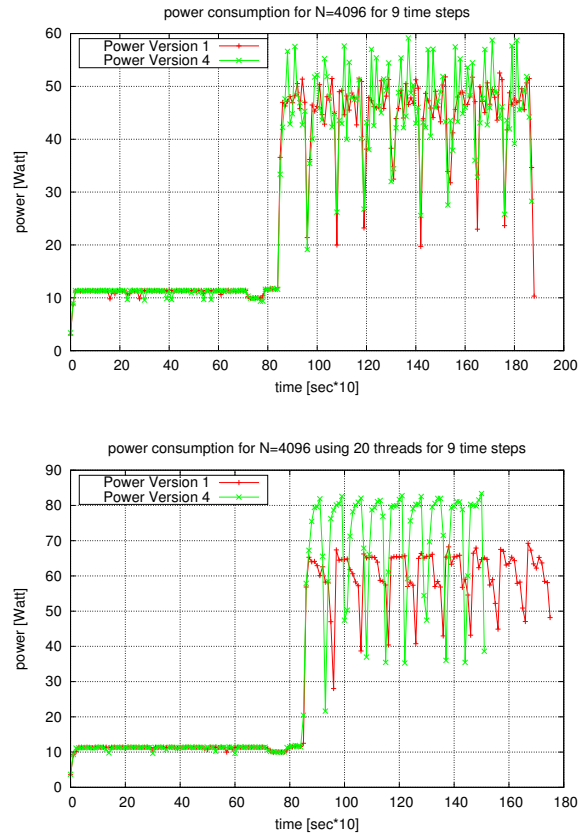 power consumption for N=4096 for 9 time steps
60
Power Version 1
Power Version 4
50
40
power [Watt]
30
20
10
0
0 20 40 60 80 100 120 140 160 180 200
time [sec*10]
power consumption for N=4096 using 20 threads for 9 time steps
90
Power Version 1
Power Version 4
80
70
60
50
power [Watt]
40
30
20
10
0
0 20 40 60 80 100 120 140 160 180
time [sec*10]